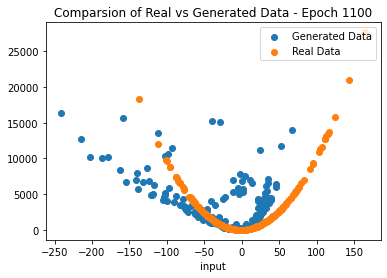 Comparsion of Real vs Generated Data - Epoch 1100
Generated Data
Real Data
25000
20000
15000
10000
5000
0
−250 −200 −150 −100 −50 0 50 100 150
input